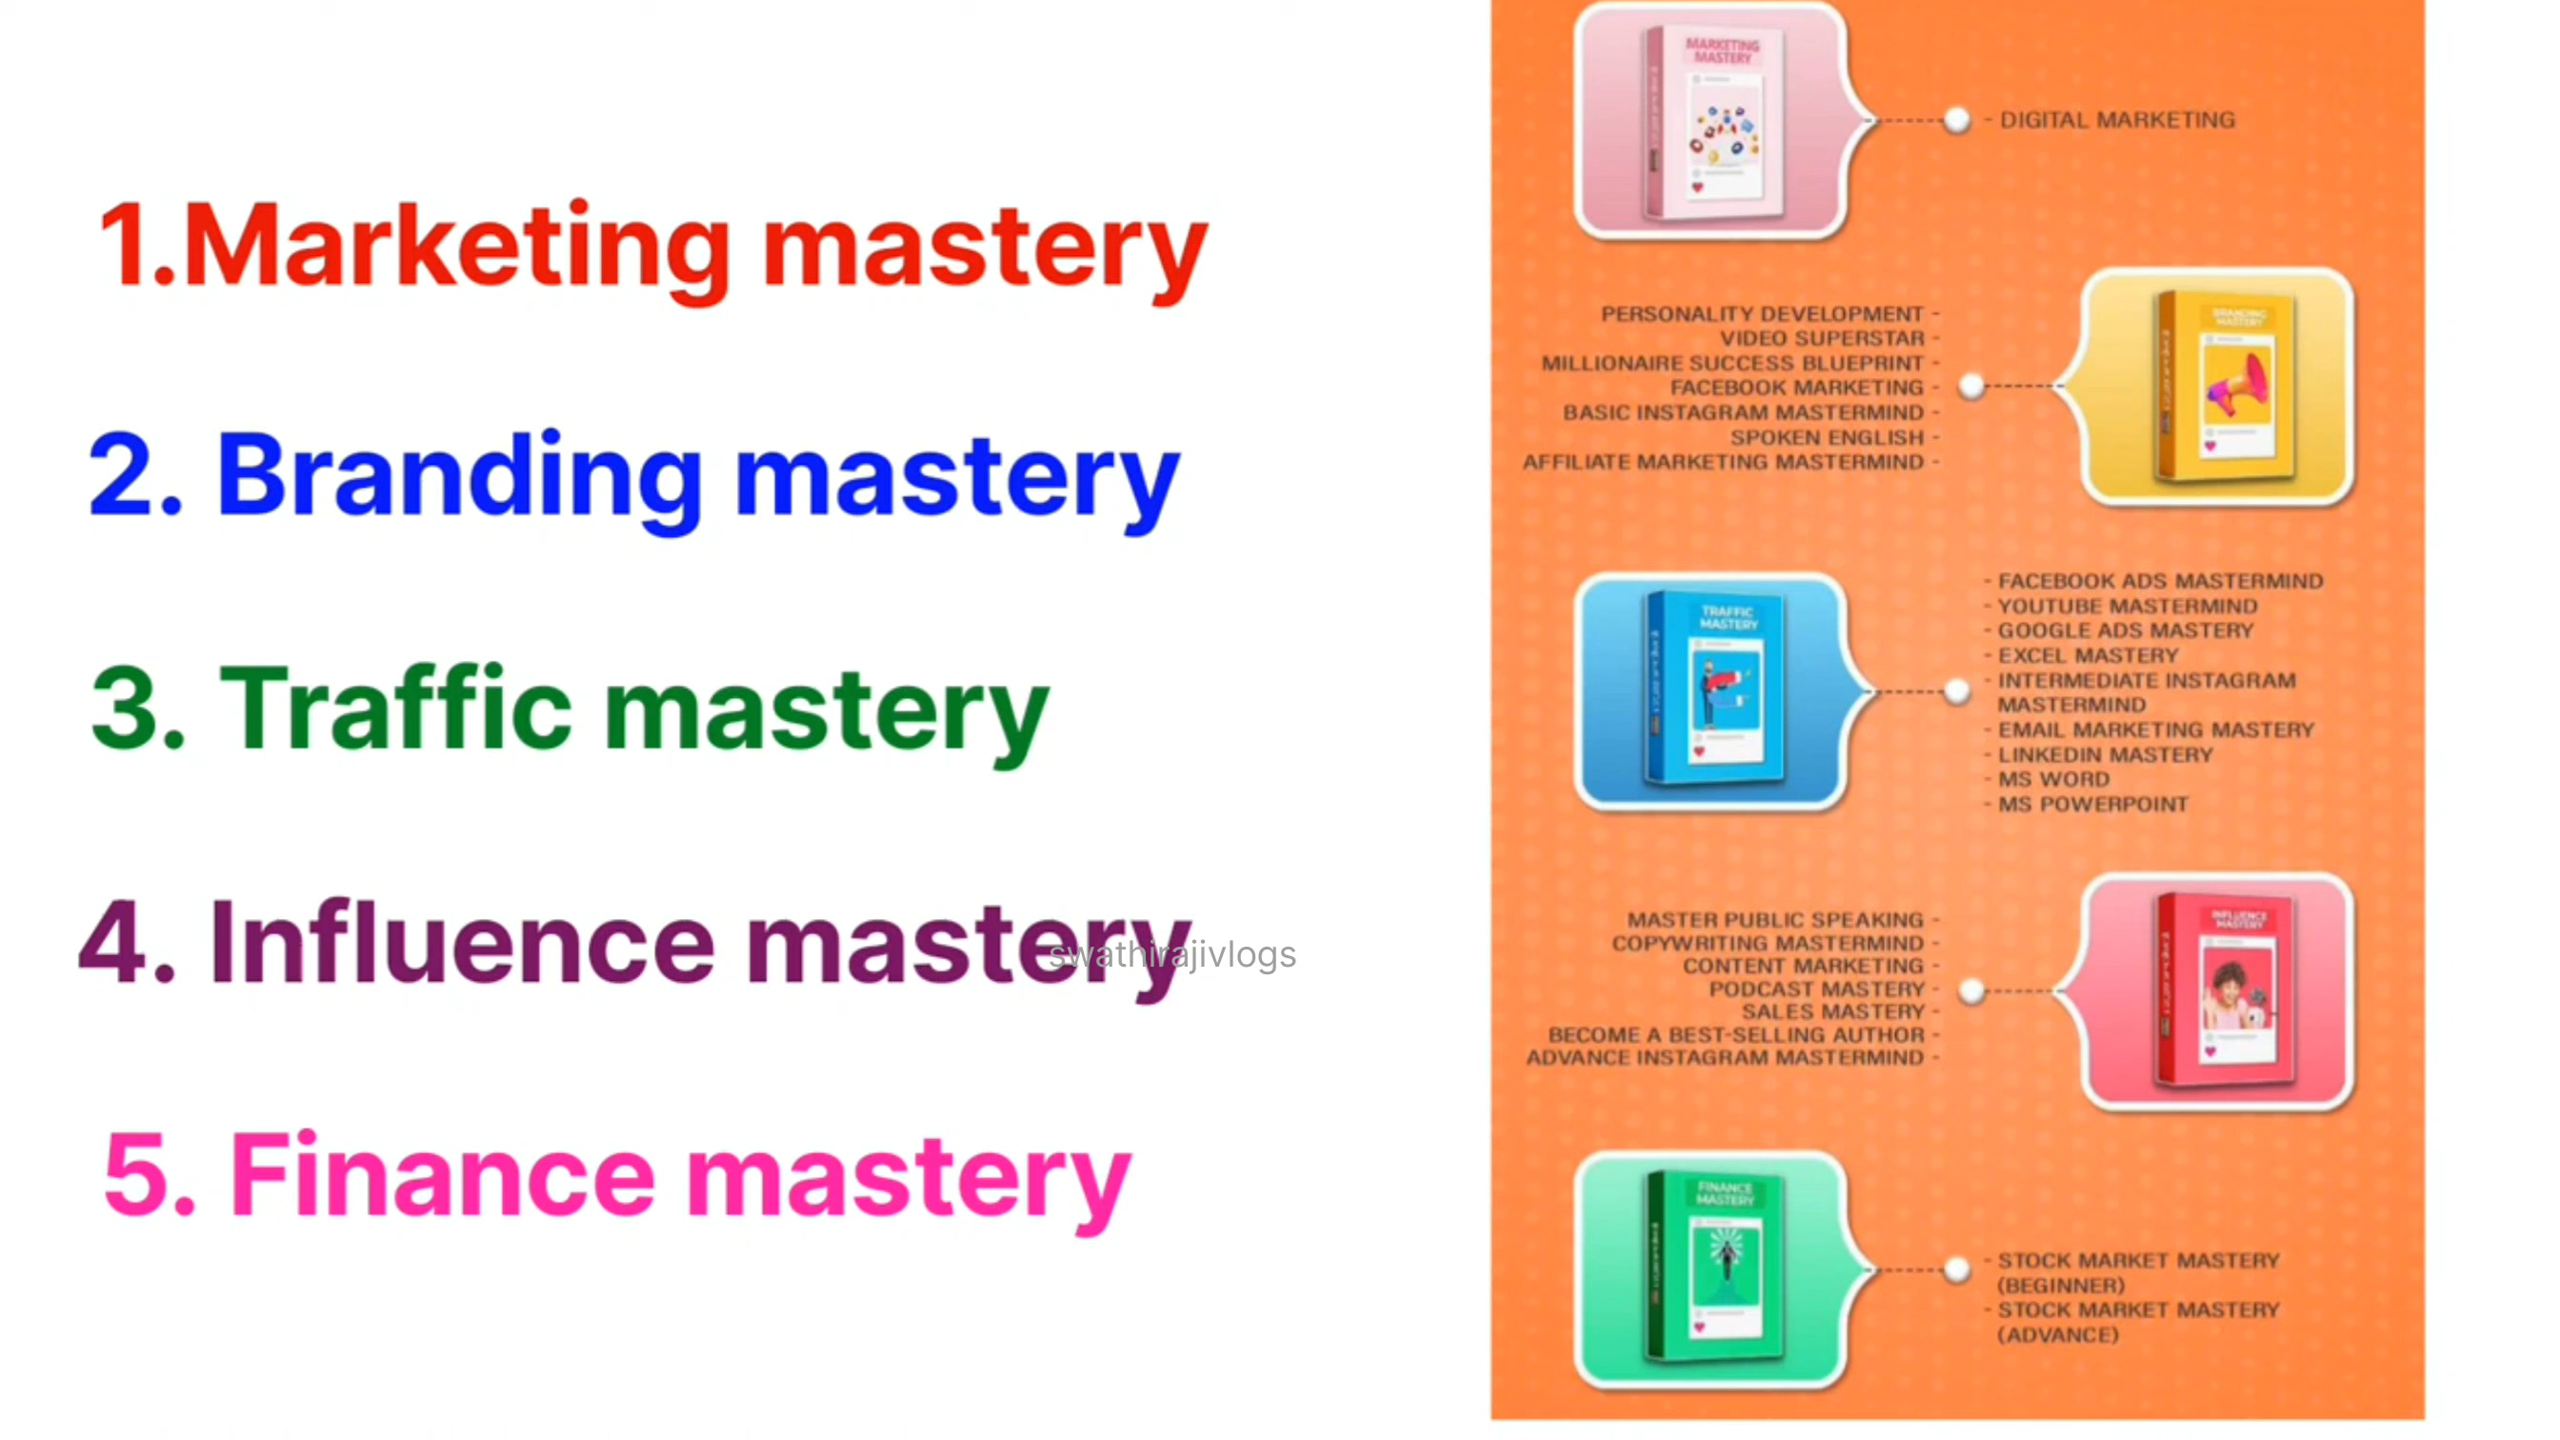 1.Marketing mastery
2. Branding mastery
3. Traffic mastery
4. Influence mastery
swathirajivlogs
5. Finance mastery
MARKETING
MASTERY
- DIGITAL MARKETING
PERSONALITY DEVELOPMENT -
VIDEO SUPERSTAR -
MILLIONAIRE SUCCESS BLUEPRINT -
FACEBOOK MARKETING -
BASIC INSTAGRAM MASTERMIND -
SPOKEN ENGLISH -
AFFILIATE MARKETING MASTERMIND -
BRANDING
MASTERY
TRAFFIC
MASTERY
- FACEBOOK ADS MASTERMIND
- YOUTUBE MASTERMIND
- GOOGLE ADS MASTERY
- EXCEL MASTERY
- INTERMEDIATE INSTAGRAM
MASTERMIND
- EMAIL MARKETING MASTERY
- LINKEDIN MASTERY
- MS WORD
- MS POWERPOINT
MASTER PUBLIC SPEAKING -
COPYWRITING MASTERMIND -
CONTENT MARKETING -
PODCAST MASTERY -
SALES MASTERY -
BECOME A BEST-SELLING AUTHOR -
ADVANCE INSTAGRAM MASTERMIND -
INFLUENCE
MASTERY
FINANCE
MASTERY
- STOCK MARKET MASTERY
(BEGINNER)
- STOCK MARKET MASTERY
(ADVANCE)